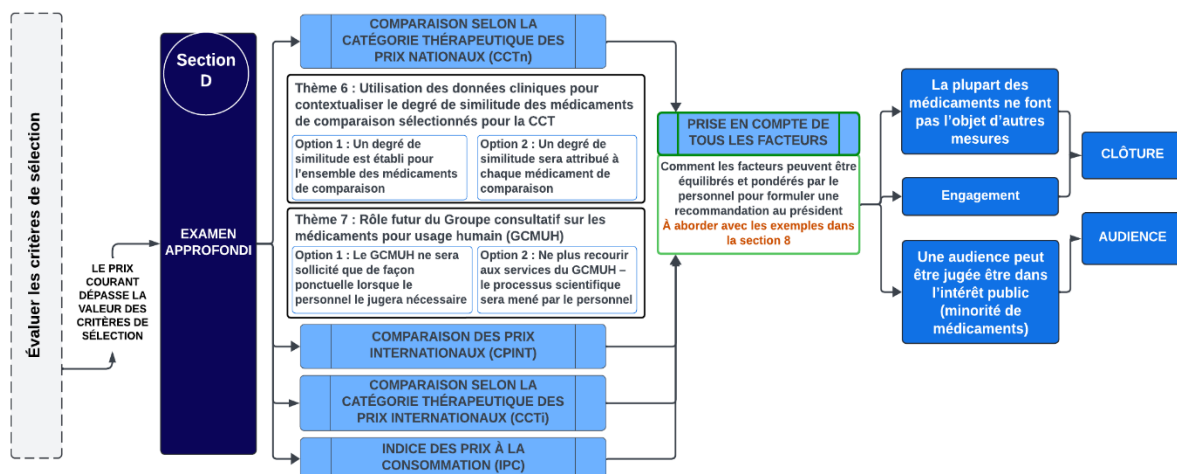 Évaluer les critères de sélection
LE PRIX
COURANT
DÉPASSE LA
VALEUR DES
CRITÈRES DE
SÉLECTION
Section
D
EXAMEN
APPROFONDI
COMPARAISON SELON LA
CATÉGORIE THÉRAPEUTIQUE DES
PRIX NATIONAUX (CCTn)
Thème 6 : Utilisation des données cliniques pour
contextualiser le degré de similitude des médicaments
de comparaison sélectionnés pour la CCT
Option 1 : Un degré de
similitude est établi pour
l'ensemble des médicaments
de comparaison
Option 2 : Un degré de
similitude sera attribué à
chaque médicament de
comparaison
Thème 7 : Rôle futur du Groupe consultatif sur les
médicaments pour usage humain (GCMUH)
Option 1 : Le GCMUH ne sera
sollicité que de façon
ponctuelle lorsque le
personnel le jugera nécessaire
Option 2 : Ne plus recourir
aux services du GCMUH –
le processus scientifique
sera mené par le personnel
COMPARAISON DES PRIX
INTERNATIONAUX (CPINT)
COMPARAISON SELON LA
CATÉGORIE THÉRAPEUTIQUE DES
PRIX INTERNATIONAUX (CCTi)
INDICE DES PRIX À LA
CONSOMMATION (IPC)
PRISE EN COMPTE DE
TOUS LES FACTEURS
Comment les facteurs peuvent être
équilibrés et pondérés par le
personnel pour formuler une
recommandation au président
À aborder avec les exemples dans
la section 8
La plupart des
médicaments ne font
pas l'objet d'autres
mesures
Engagement
Une audience peut
être jugée être dans
l'intérêt public
(minorité de
médicaments)
CLÔTURE
AUDIENCE